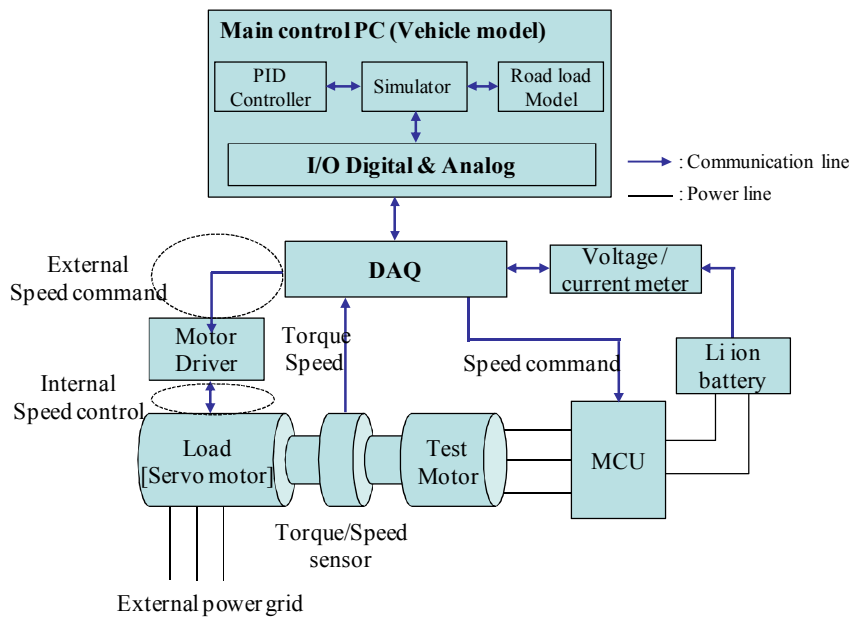 Main control PC (Vehicle model)
PID
Controller
Simulator
Road load
Model
I/O Digital & Analog
: Communication line
: Power line
External
Speed command
DAQ
Voltage /
current meter
Motor
Driver
Torque
Speed
Speed command
Li ion
battery
Internal
Speed control
Load
[Servo motor]
Test
Motor
MCU
Torque/Speed
sensor
External power grid